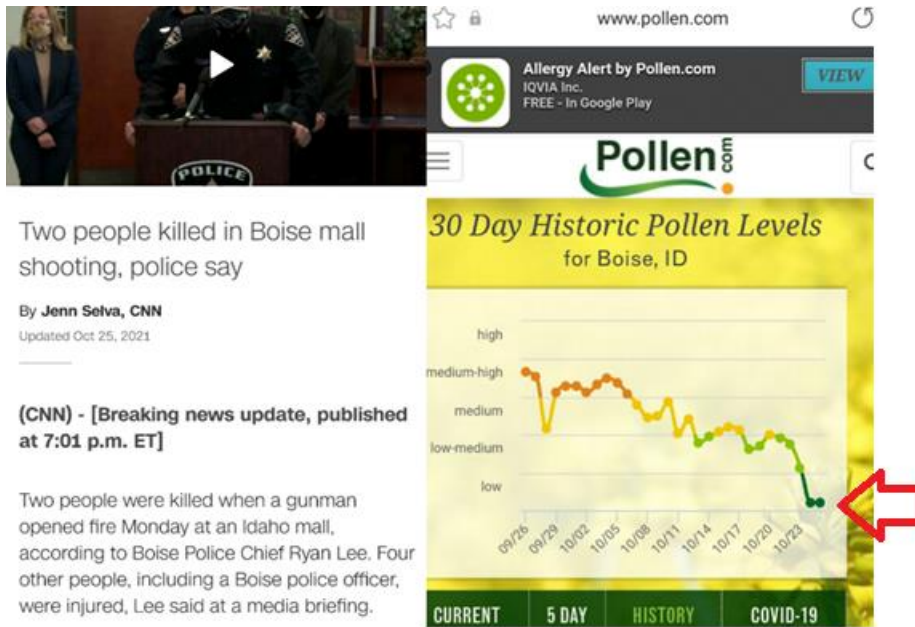 POLICE
Two people killed in Boise mall
shooting, police say
By Jenn Selva, CNN
Updated Oct 25, 2021
(CNN) - [Breaking news update, published
at 7:01 p.m. ET]
Two people were killed when a gunman
opened fire Monday at an Idaho mall,
according to Boise Police Chief Ryan Lee. Four
other people, including a Boise police officer,
were injured, Lee said at a media briefing.
www.pollen.com
Allergy Alert by Pollen.com
IQVIA Inc.
FREE - In Google Play
VIEW
Pollen.com
30 Day Historic Pollen Levels
for Boise, ID
high
medium-high
medium
low-medium
low
09/26 09/29 10/02 10/05 10/08 10/11 10/14 10/17 10/20 10/23
CURRENT 5 DAY HISTORY COVID-19